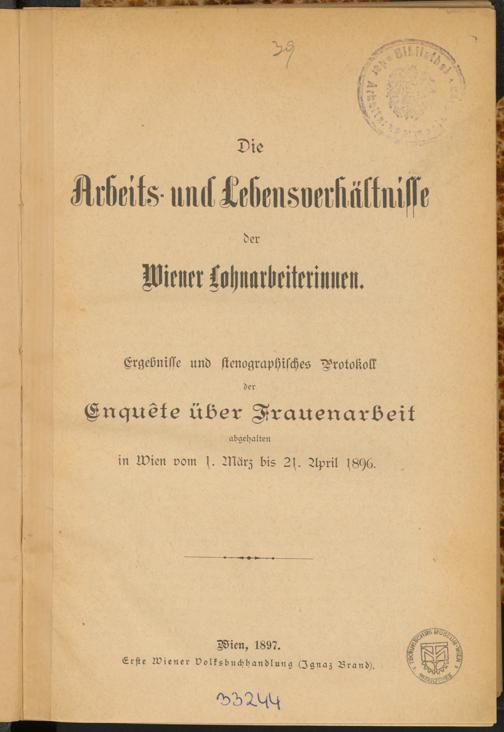 39
Die
Arbeits- und Lebensverhältnisse
der
Wiener Lohnarbeiterinnen.
Ergebnisse und stenographisches Protokoll
der
Enquête über Frauenarbeit
abgehalten
in Wien vom 1. März bis 21. April 1896.
Wien, 1897.
Erste Wiener Volksbuchhandlung (Ignaz Brand).
33244